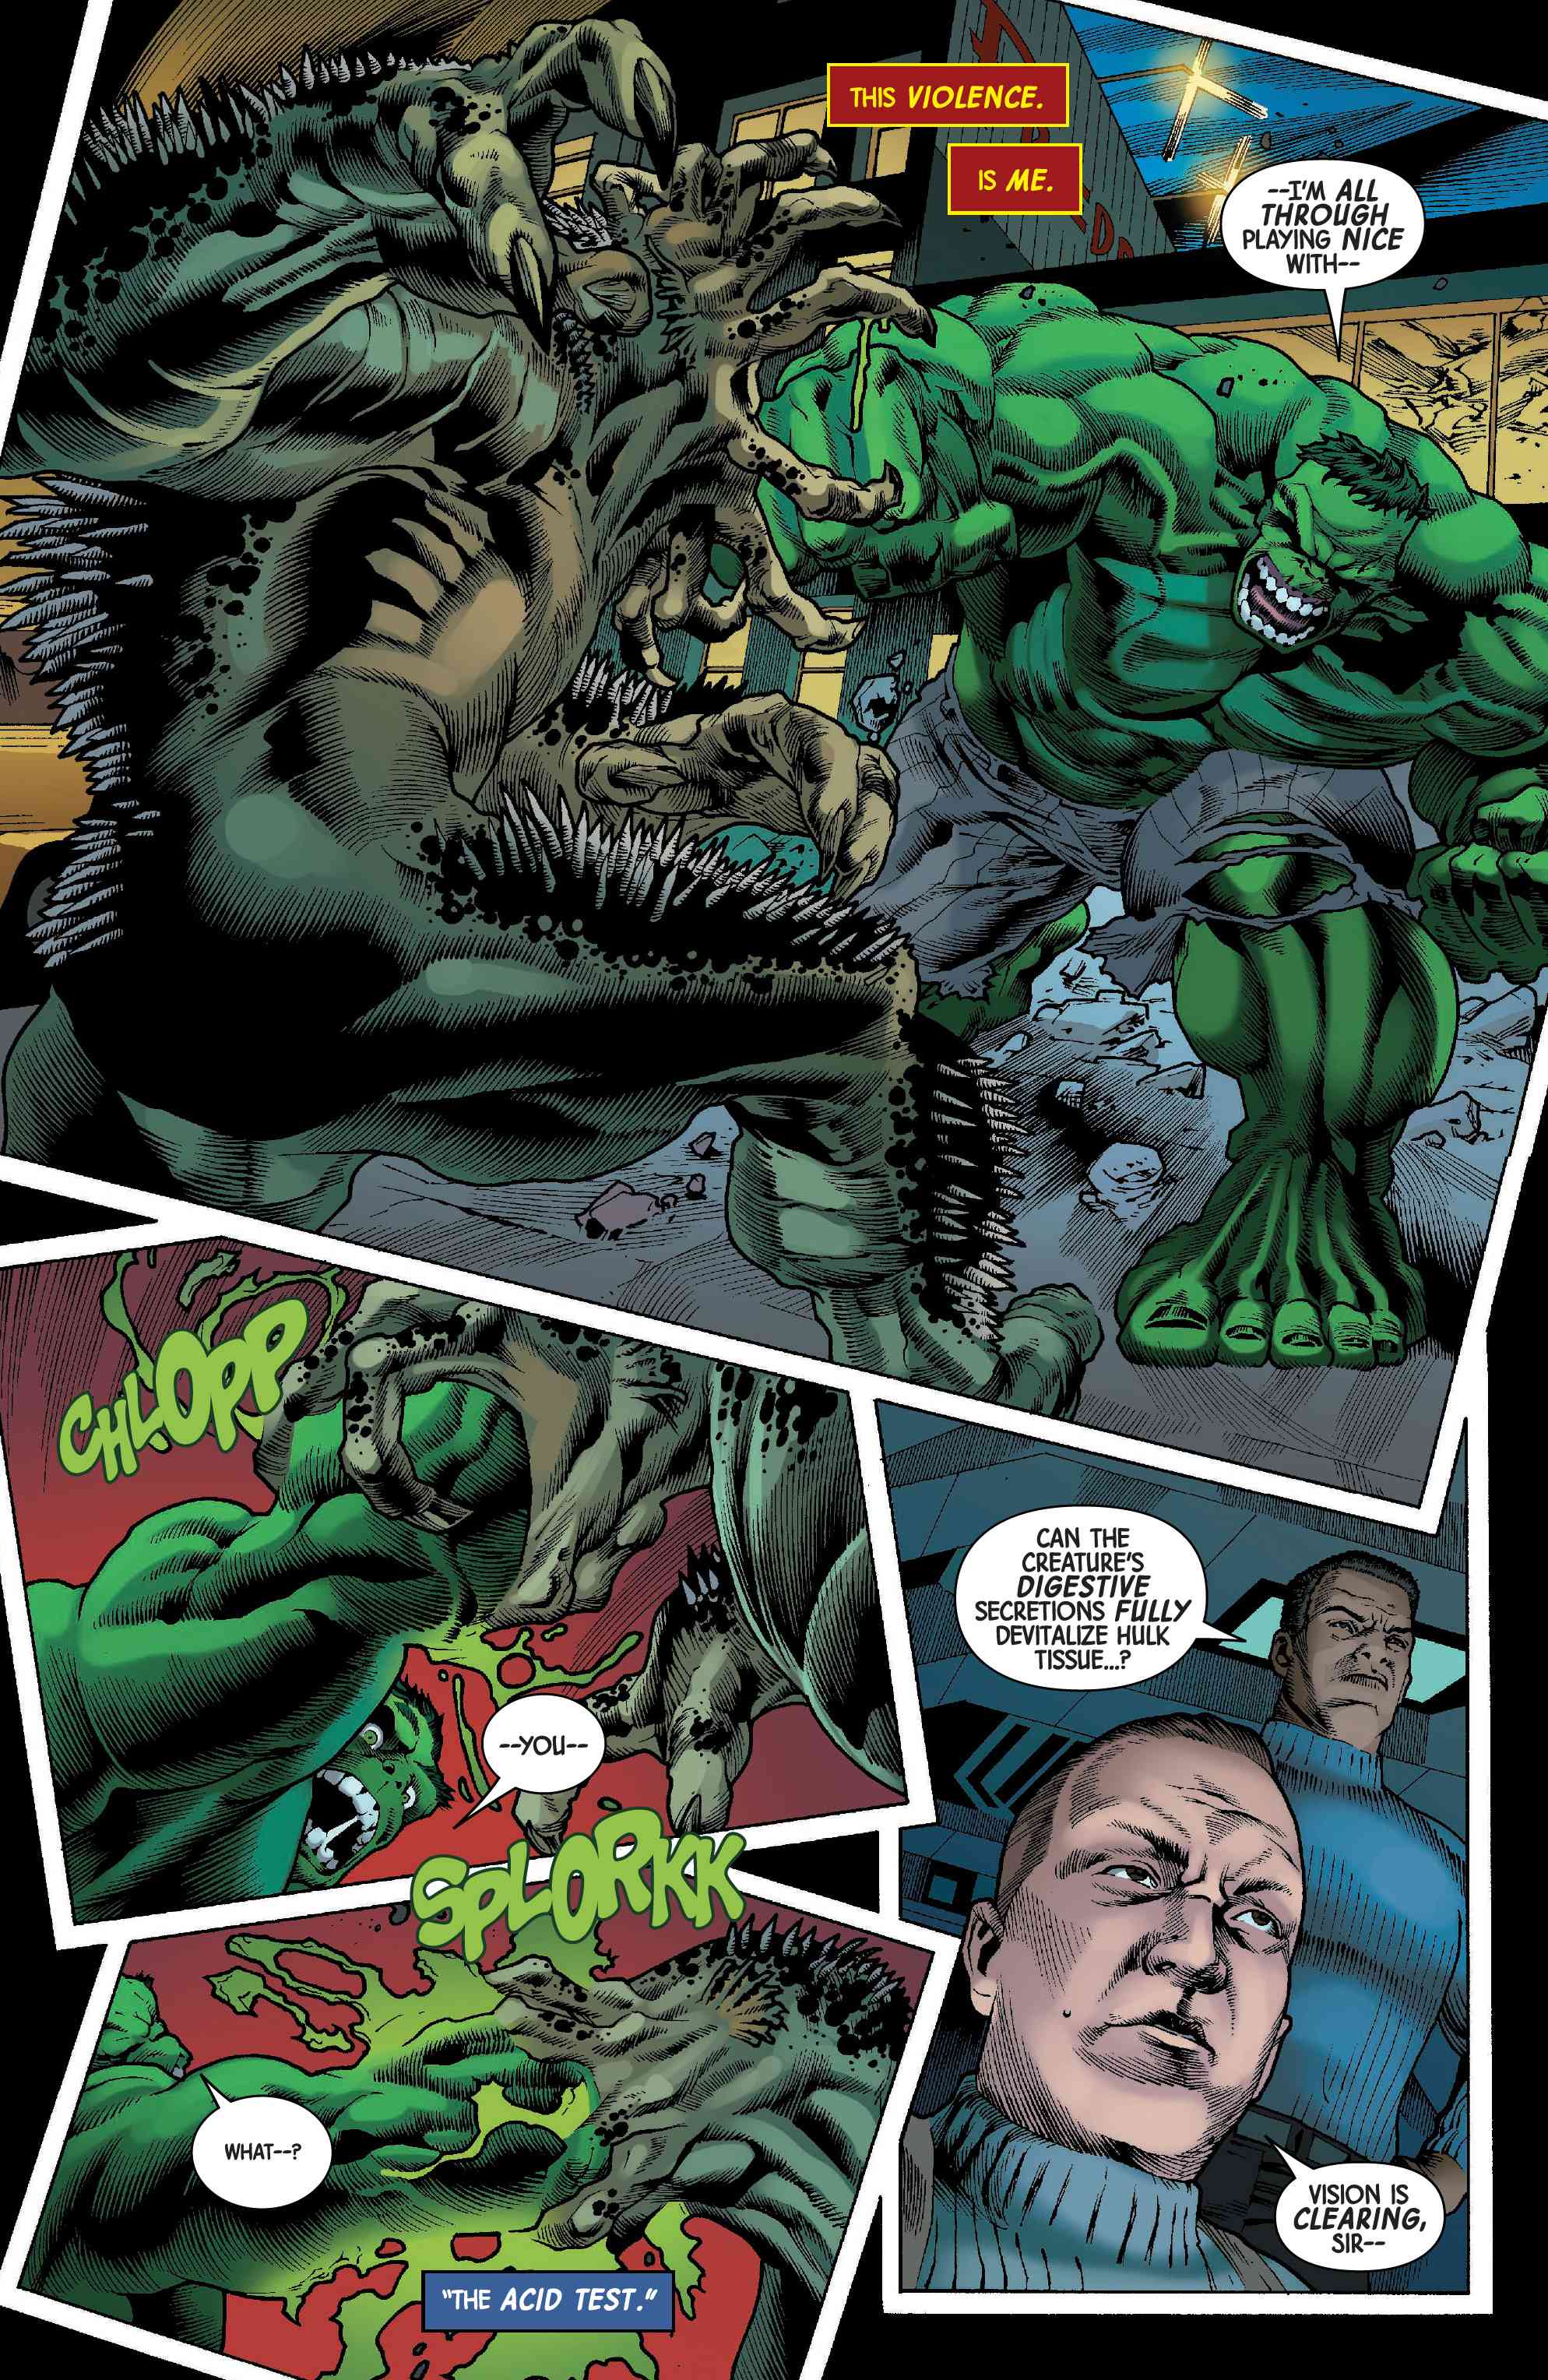 THIS VIOLENCE.
IS ME.
--I'M ALL
THROUGH
PLAYING NICE
WITH--
CHLOPP
--YOU--
CAN THE
CREATURE'S
DIGESTIVE
SECRETIONS FULLY
DEVITALIZE HULK
TISSUE...?
VISION IS
CLEARING,
SIR--
SPLORKK
WHAT--?
"THE ACID TEST."